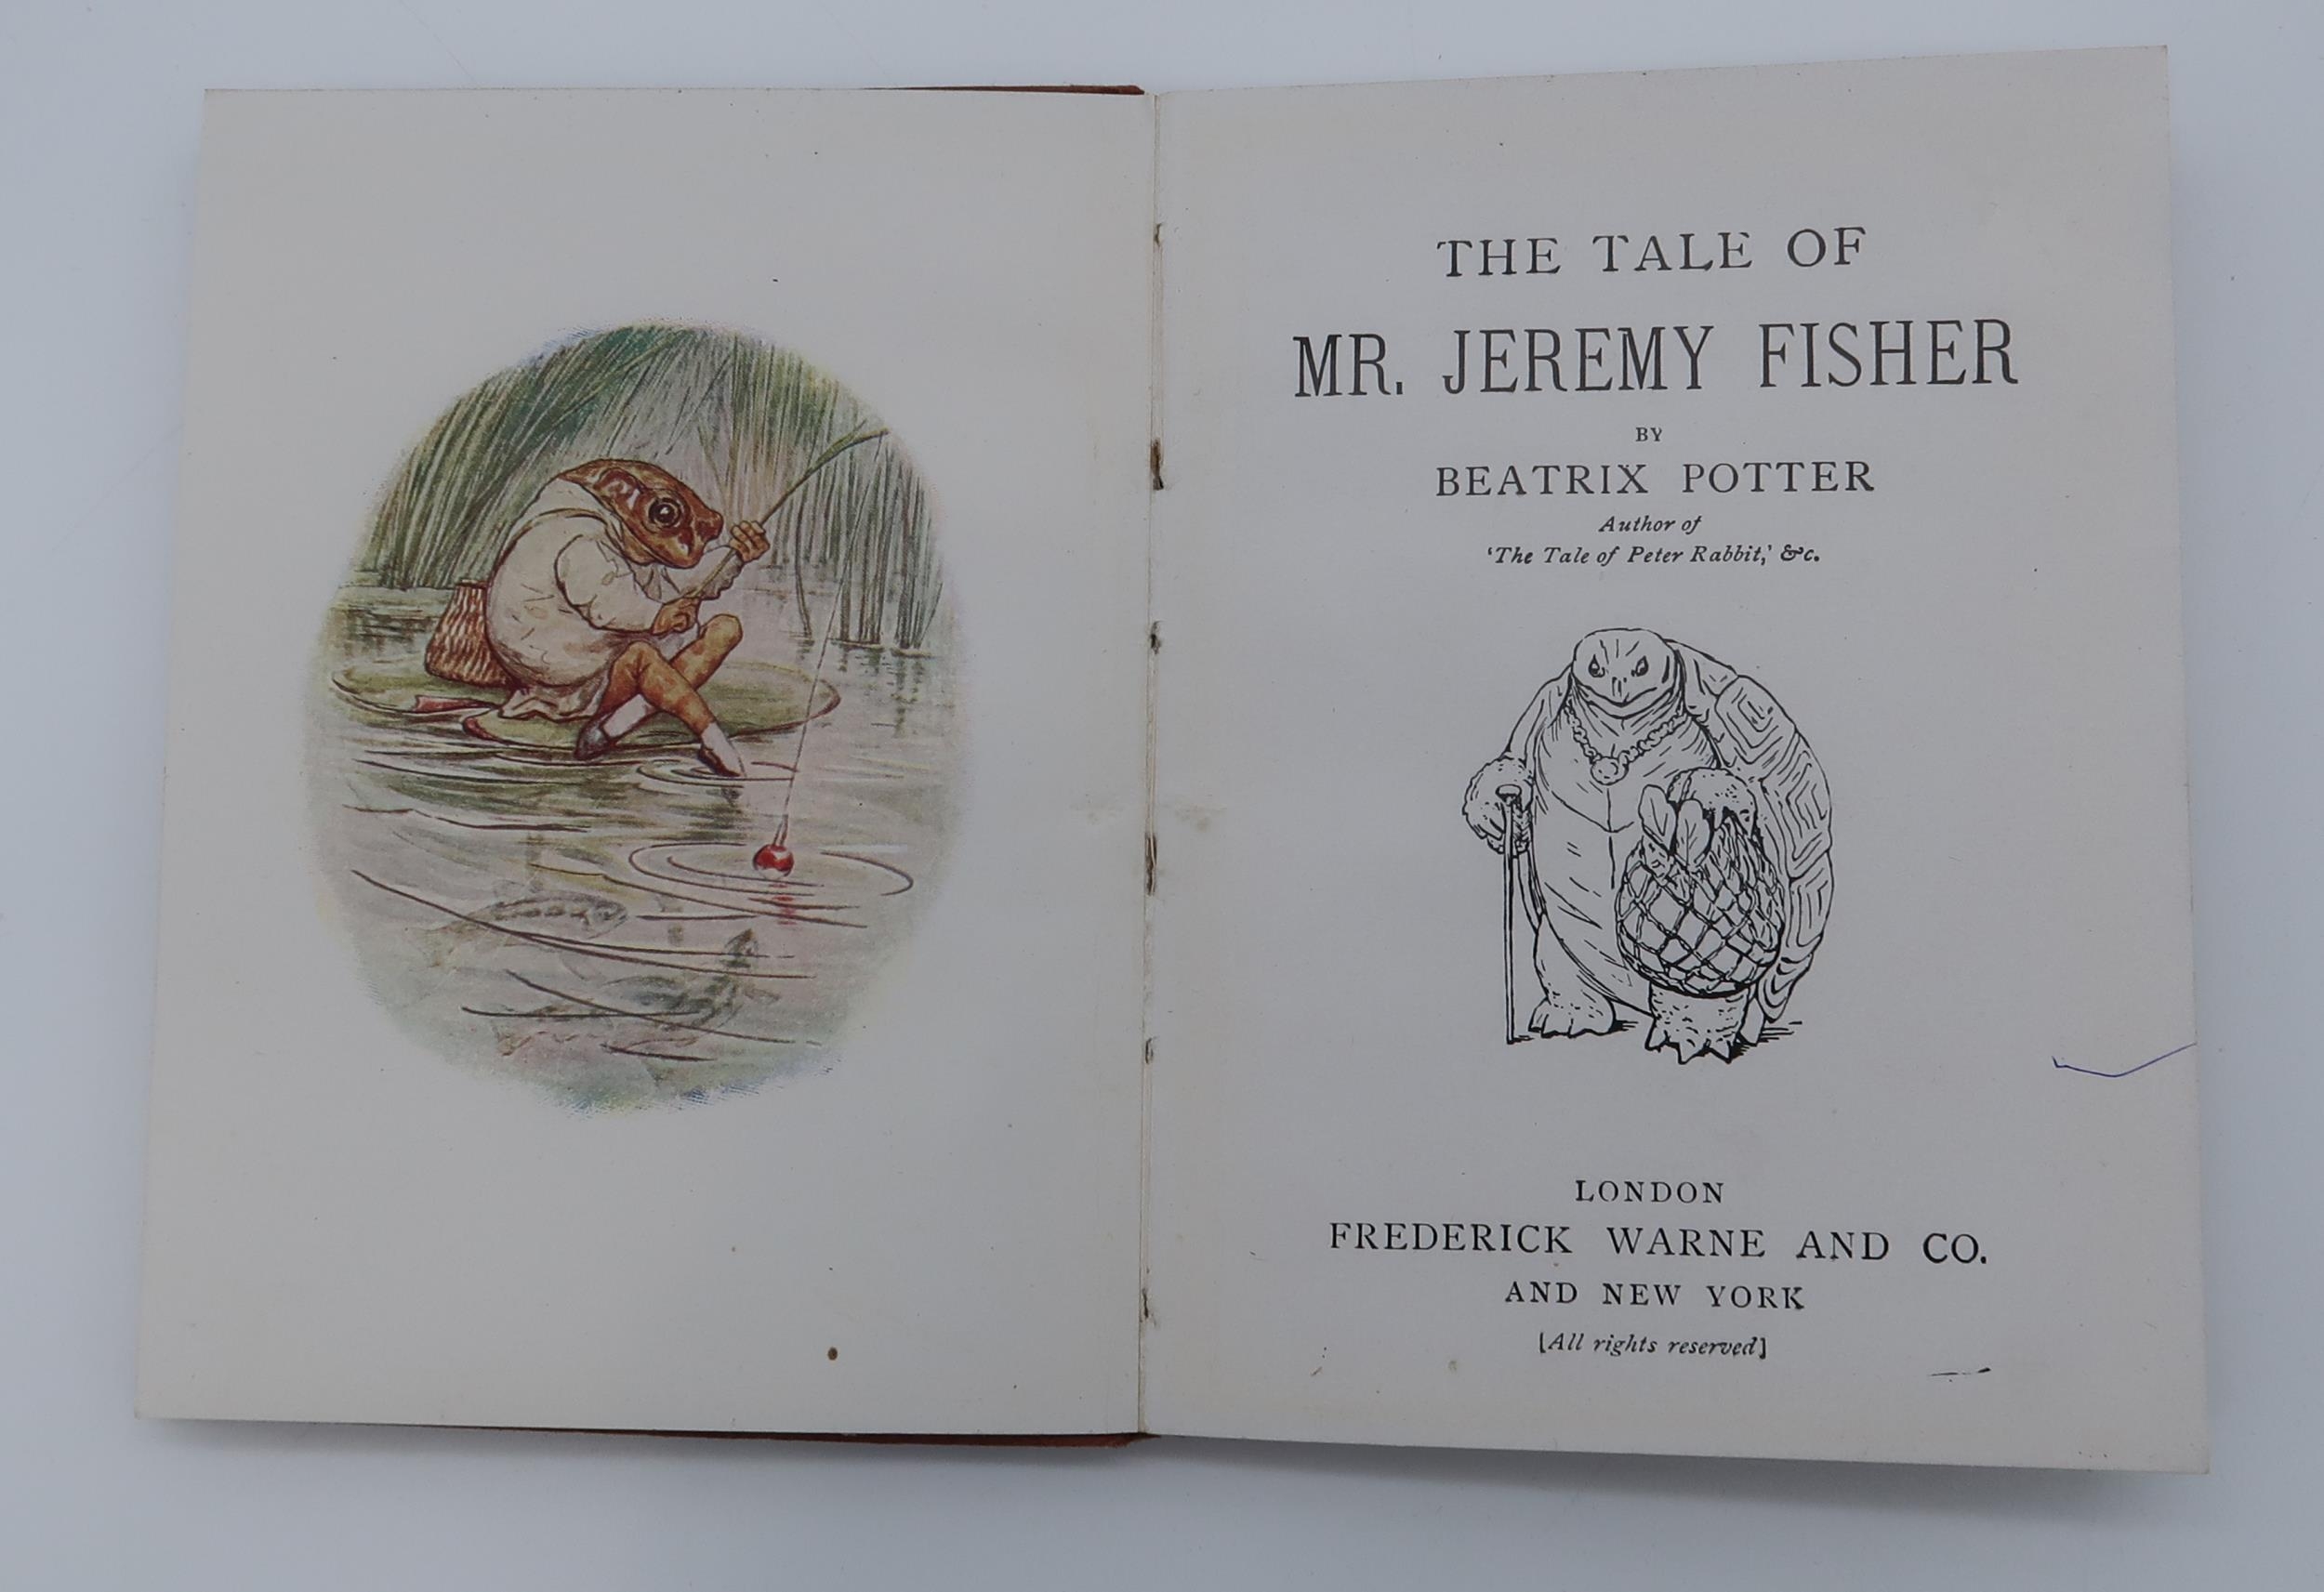 THE TALE OF
MR. JEREMY FISHER
BY
BEATRIX POTTER
Author of
‘The Tale of Peter Rabbit,’ &c.
LONDON
FREDERICK WARNE AND CO.
AND NEW YORK
[All rights reserved]